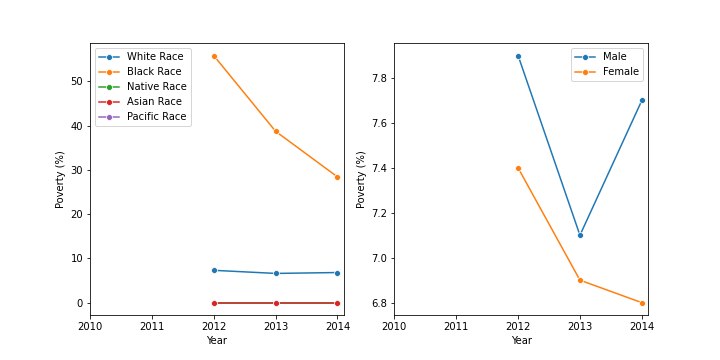 White Race
Black Race
Native Race
Asian Race
Pacific Race
Poverty (%)
50
40
30
20
10
0
2010 2011 2012 2013 2014
Year
Male
Female
Poverty (%)
7.8
7.6
7.4
7.2
7.0
6.8
2010 2011 2012 2013 2014
Year